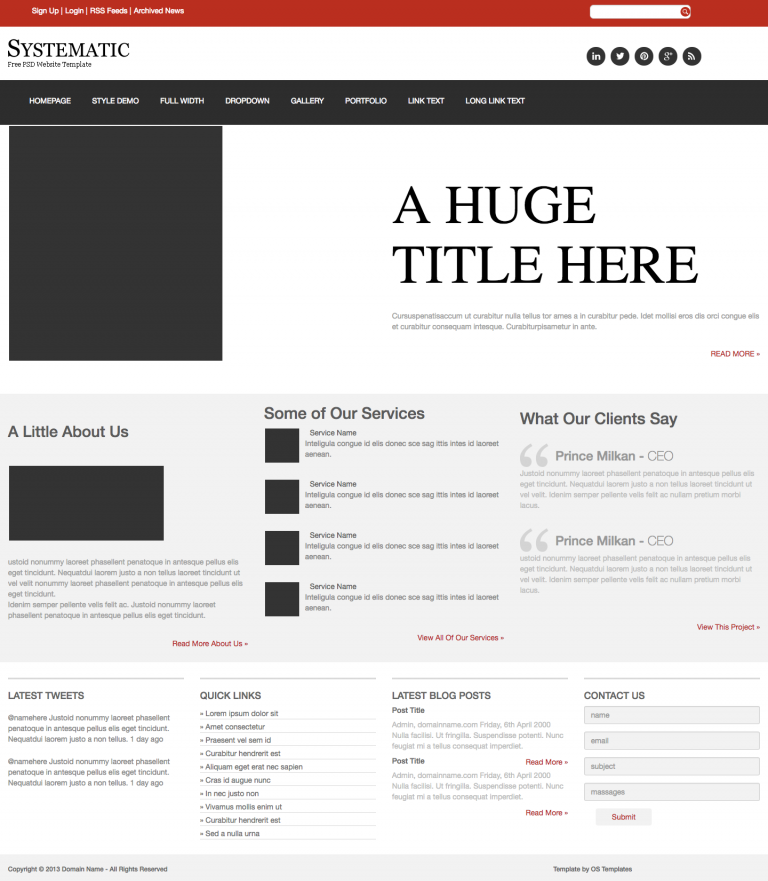 Sign Up | Login | RSS Feeds | Archived News
SYSTEMATIC
Free PSD Website Template
HOMEPAGE STYLE DEMO FULL WIDTH DROPDOWN GALLERY PORTFOLIO LINK TEXT LONG LINK TEXT
A HUGE
TITLE HERE
Cursuspenatisaccum ut curabitur nulla tellus tor ames a in curabitur pede. Idet mollisi eros dis orci congue elis
et curabitur consequam intesque. Curabiturpisametur in ante.
READ MORE »
A Little About Us
ustoid nonummy laoreet phasellent penatoque in antesque pellus elis
eget tincidunt. Nequatdui laorem justo a non tellus laoreet tincidunt ut
vel velit nonummy laoreet phasellent penatoque in antesque pellus elis
eget tincidunt.
Idenim semper pellente velis felit ac. Justoid nonummy laoreet
phasellent penatoque in antesque pellus elis eget tincidunt.
Read More About Us »
Some of Our Services
Service Name
Inteligula congue id elis donec sce sag ittis intes id laoreet
aenean.
Service Name
Inteligula congue id elis donec sce sag ittis intes id laoreet
aenean.
Service Name
Inteligula congue id elis donec sce sag ittis intes id laoreet
aenean.
Service Name
Inteligula congue id elis donec sce sag ittis intes id laoreet
aenean.
View All Of Our Services »
What Our Clients Say
Prince Milkan - CEO
Justoid nonummy laoreet phasellent penatoque in antesque pellus elis
eget tincidunt. Nequatdui laorem justo a non tellus laoreet tincidunt ut
vel velit. Idenim semper pellente velis felit ac nullam pretium morbi
lacus.
Prince Milkan - CEO
ustoid nonummy laoreet phasellent penatoque in antesque pellus elis
eget tincidunt. Nequatdui laorem justo a non tellus laoreet tincidunt ut
vel velit. Idenim semper pellente velis felit ac nullam pretium morbi
lacus.
View This Project »
LATEST TWEETS
@namehere Justoid nonummy laoreet phasellent
penatoque in antesque pellus elis eget tincidunt.
Nequatdui laorem justo a non tellus. 1 day ago
@namehere Justoid nonummy laoreet phasellent
penatoque in antesque pellus elis eget tincidunt.
Nequatdui laorem justo a non tellus. 1 day ago
QUICK LINKS
» Lorem ipsum dolor sit
» Amet consectetur
» Praesent vel sem id
» Curabitur hendrerit est
» Aliquam eget erat nec sapien
» Cras id augue nunc
» In nec justo non
» Vivamus mollis enim ut
» Curabitur hendrerit est
» Sed a nulla urna
LATEST BLOG POSTS
Post Title
Admin, domainname.com Friday, 6th April 2000
Nulla facilisi. Ut fringilla. Suspendisse potenti. Nunc
feugiat mi a tellus consequat imperdiet.
Read More »
Post Title
Admin, domainname.com Friday, 6th April 2000
Nulla facilisi. Ut fringilla. Suspendisse potenti. Nunc
feugiat mi a tellus consequat imperdiet.
Read More »
CONTACT US
name
email
subject
massages
Submit
Copyright © 2013 Domain Name - All Rights Reserved
Template by OS Templates